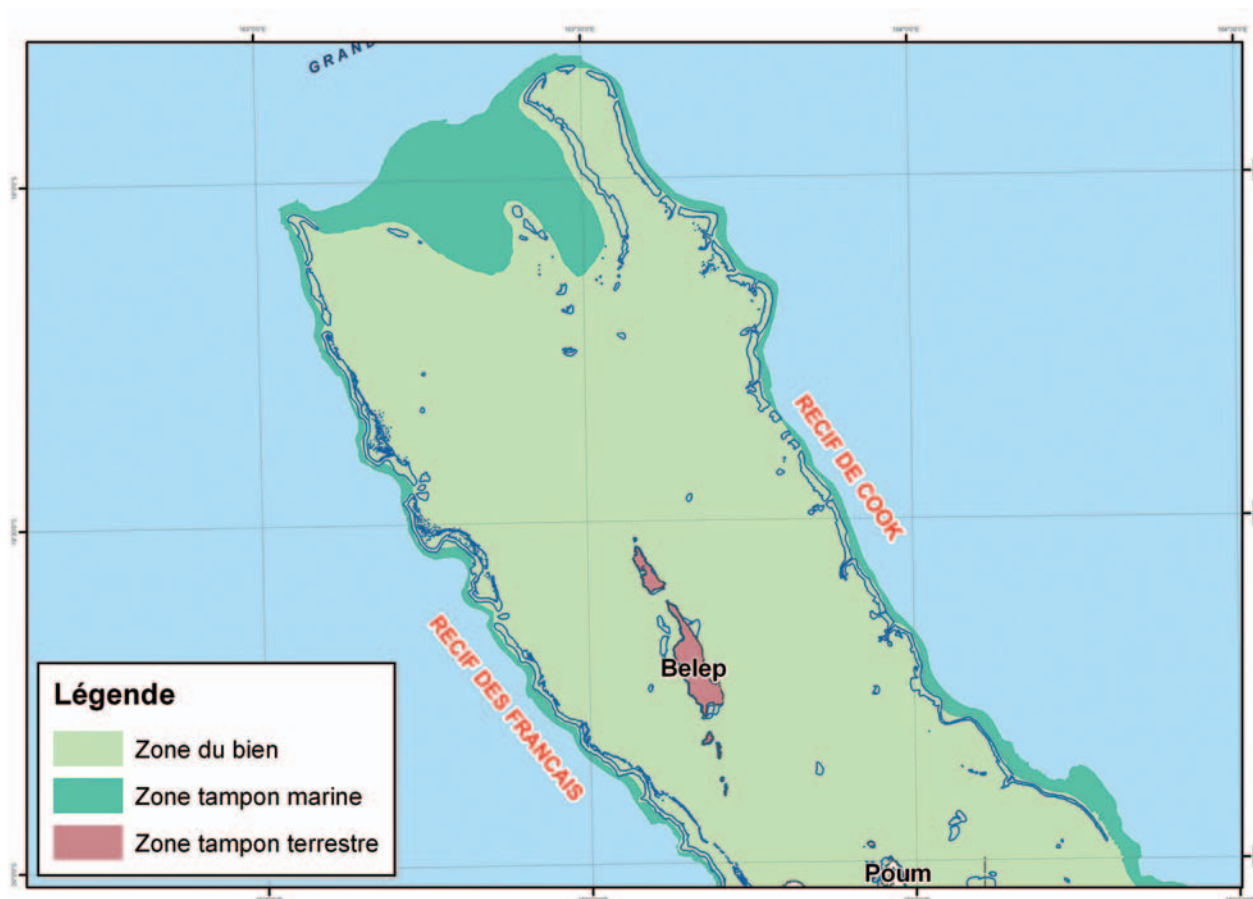 GRAND
RECIF DE COOK
RECIF DES FRANCAIS
Belep
Poum
Légende
Zone du bien
Zone tampon marine
Zone tampon terrestre